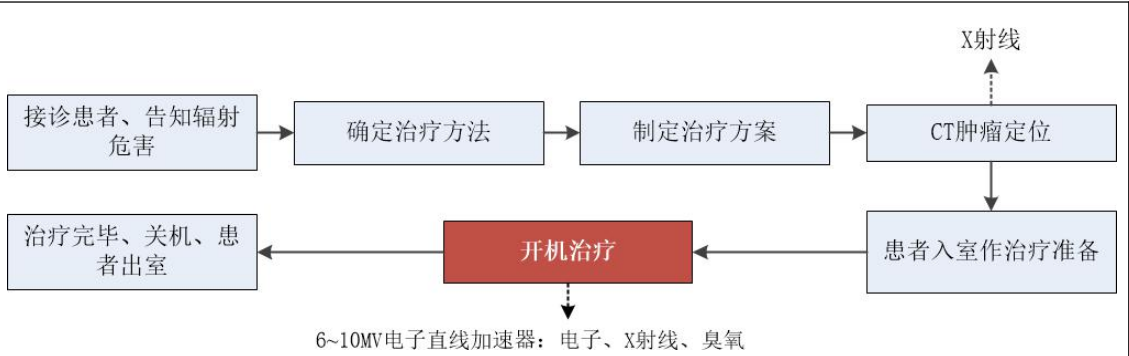 X射线
接诊患者、告知辐射
危害
确定治疗方法
制定治疗方案
CT肿瘤定位
患者入室作治疗准备
开机治疗
治疗完毕、关机、患
者出室
6~10MV电子直线加速器：电子、X射线、臭氧